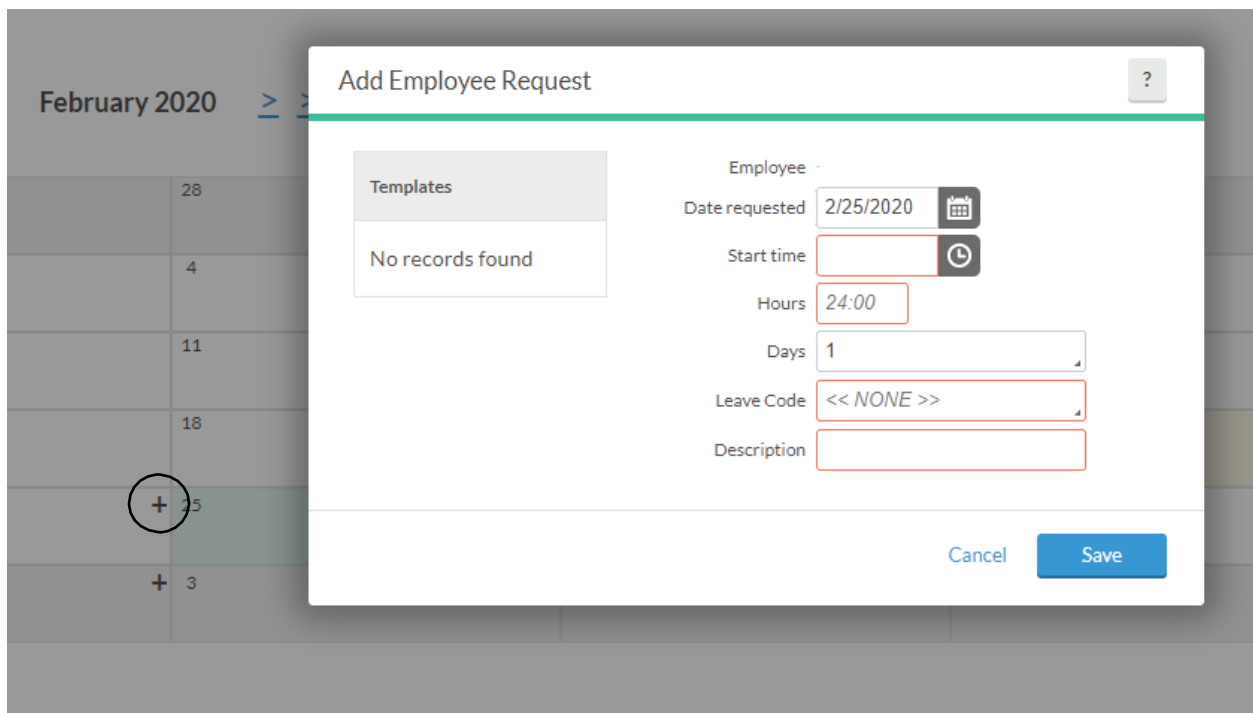 Add Employee Request ?
February 2020 > >
Templates
No records found
Employee
Date requested 2/25/2020
Start time
Hours 24:00
Days 1
Leave Code << NONE >>
Description
28
4
11
18
+ 25
+ 3
Cancel Save